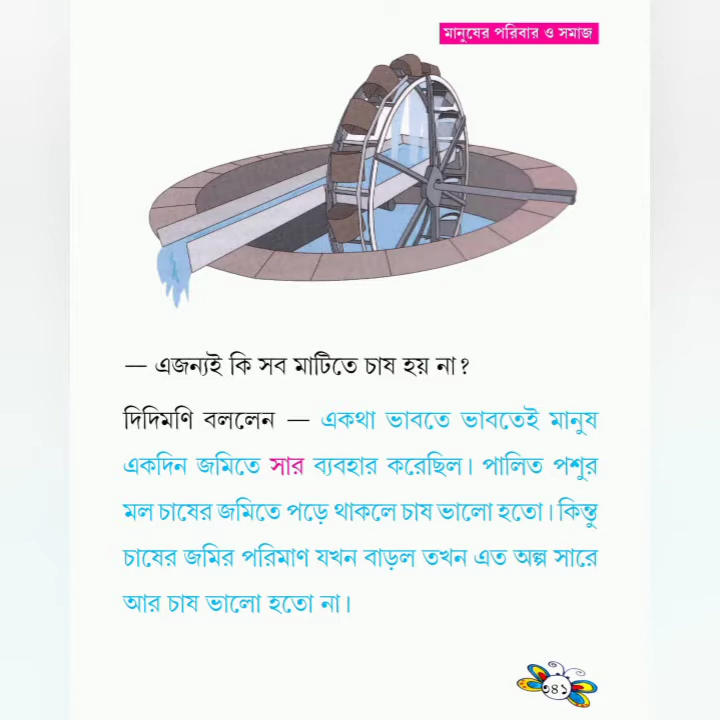 মানুষের পরিবার ও সমাজ
— এজন্যই কি সব মাটিতে চাষ হয় না?
দিদিমণি বললেন — একথা ভাবতে ভাবতেই মানুষ
একদিন জমিতে সার ব্যবহার করেছিল। পালিত পশুর
মল চাষের জমিতে পড়ে থাকলে চাষ ভালো হতো। কিন্তু
চাষের জমির পরিমাণ যখন বাড়ল তখন এত অল্প সারে
আর চাষ ভালো হতো না।
৩৪১